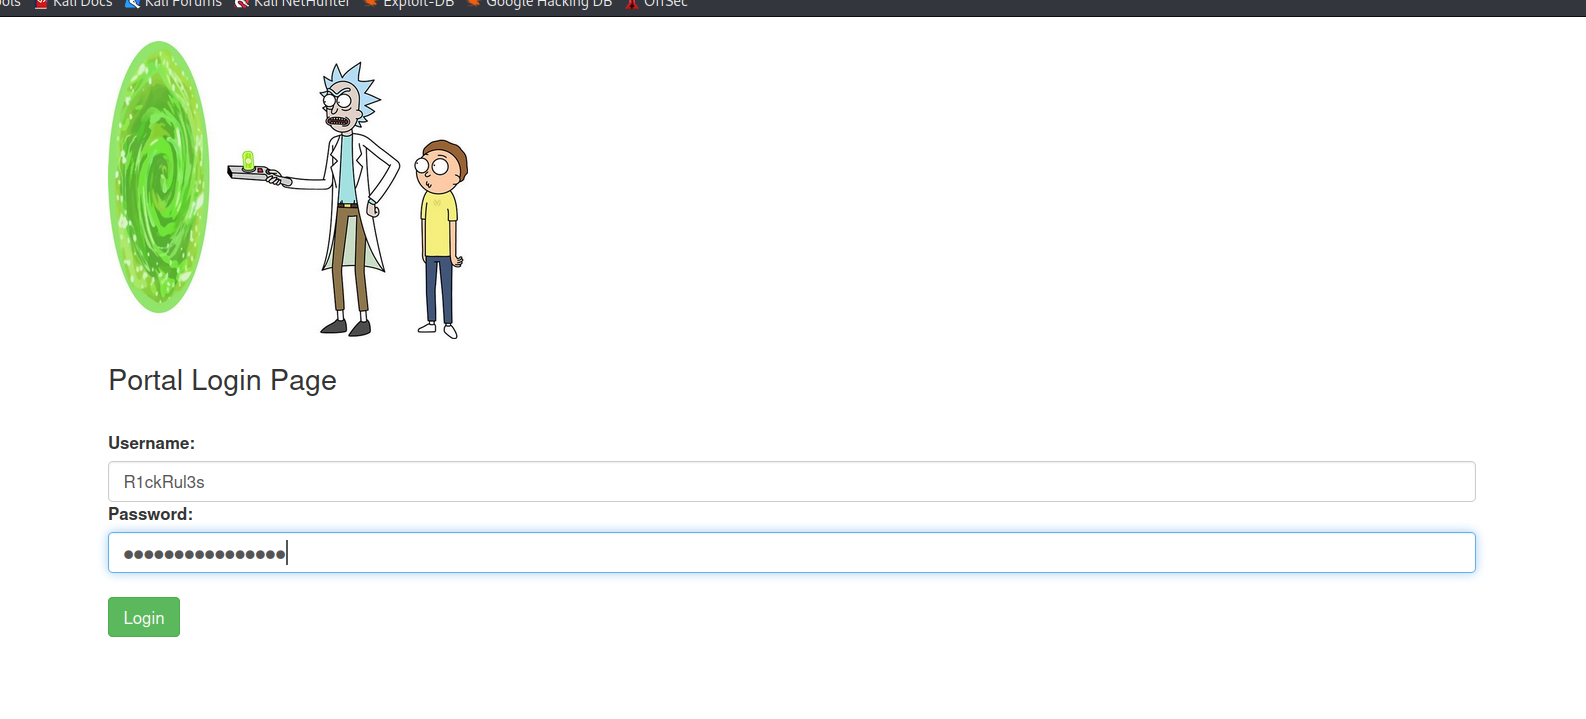 ools Kali Docs Kali Forums Kali NetHunter Exploit-DB Google Hacking DB OffSec
Portal Login Page
Username:
R1ckRul3s
Password:
Login